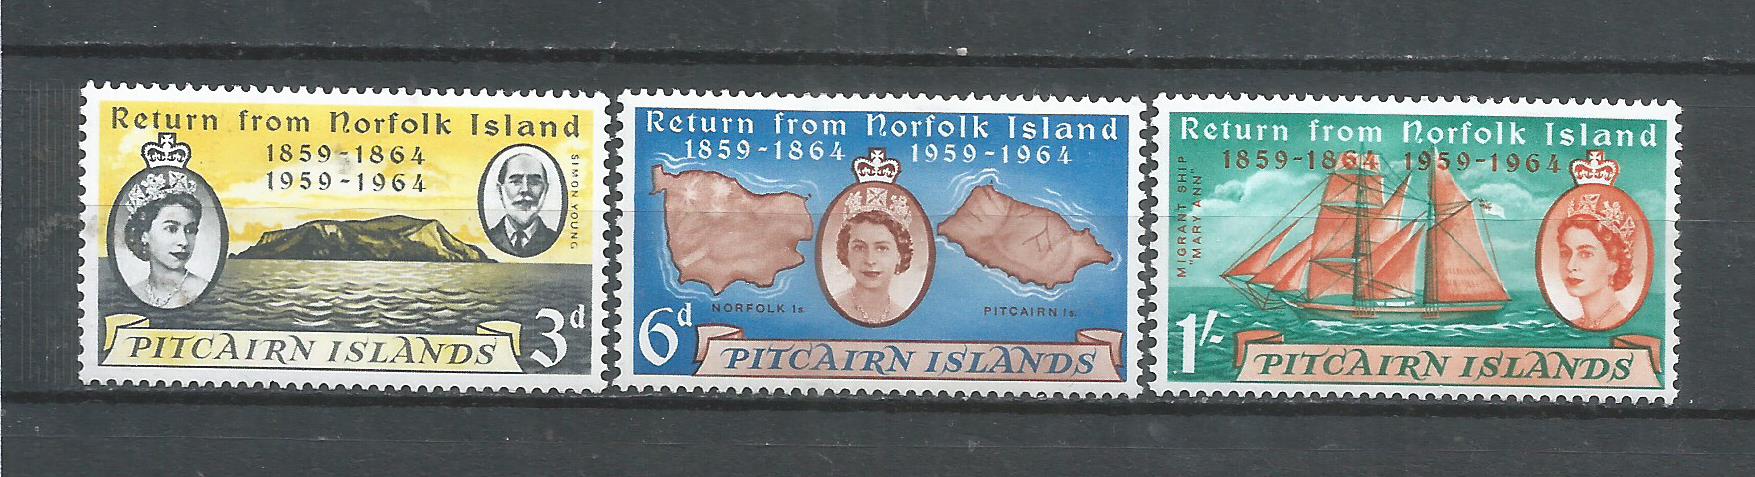 Return from Norfolk Island
1859-1864
1959-1964
SIMON YOUNG
3d
PITCAIRN ISLANDS
Return from Norfolk Island
1859-1864 1959-1964
NORFOLK Is.
PITCAIRN Is.
6d
PITCAIRN ISLANDS
Return from Norfolk Island
1859-1864 1959-1964
MIGRANT SHIP
"MARY ANN"
1/-
PITCAIRN ISLANDS